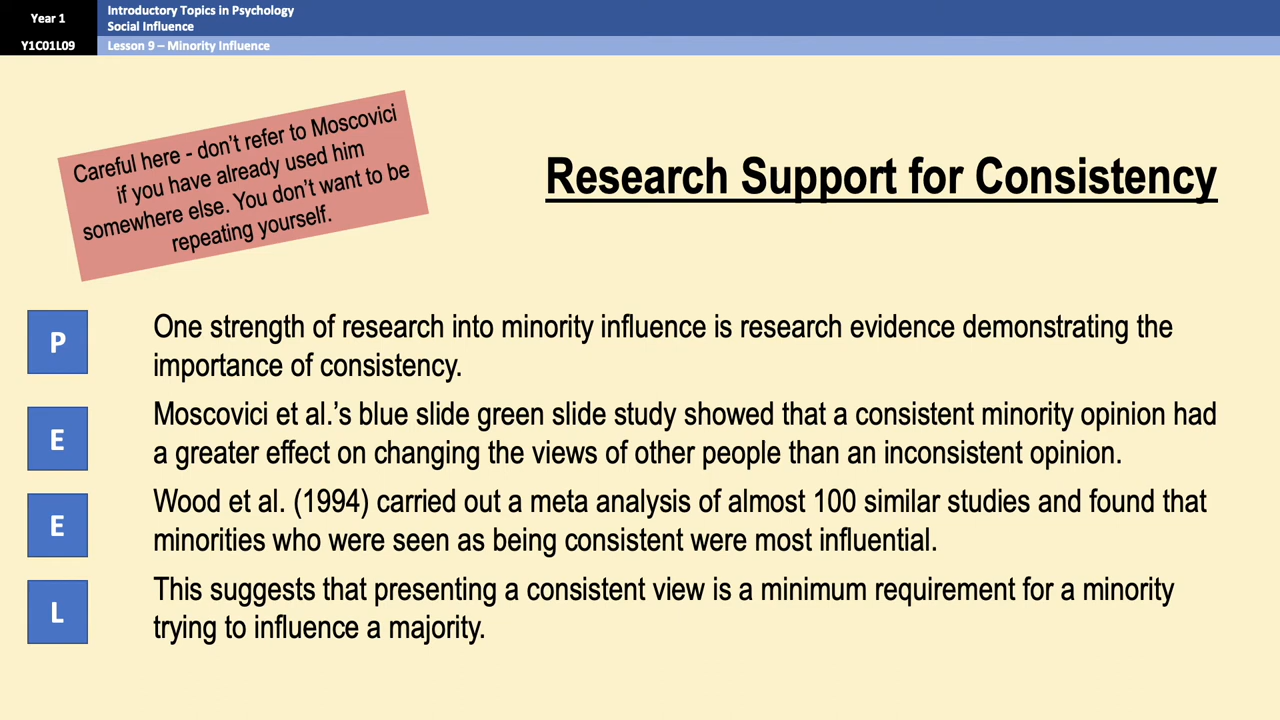 Year 1
Y1C01L09
Introductory Topics in Psychology
Social Influence
Lesson 9 – Minority Influence
Careful here - don't refer to Moscovici
if you have already used him
somewhere else. You don't want to be
repeating yourself.
Research Support for Consistency
P
One strength of research into minority influence is research evidence demonstrating the
importance of consistency.
E
Moscovici et al.'s blue slide green slide study showed that a consistent minority opinion had
a greater effect on changing the views of other people than an inconsistent opinion.
E
Wood et al. (1994) carried out a meta analysis of almost 100 similar studies and found that
minorities who were seen as being consistent were most influential.
L
This suggests that presenting a consistent view is a minimum requirement for a minority
trying to influence a majority.